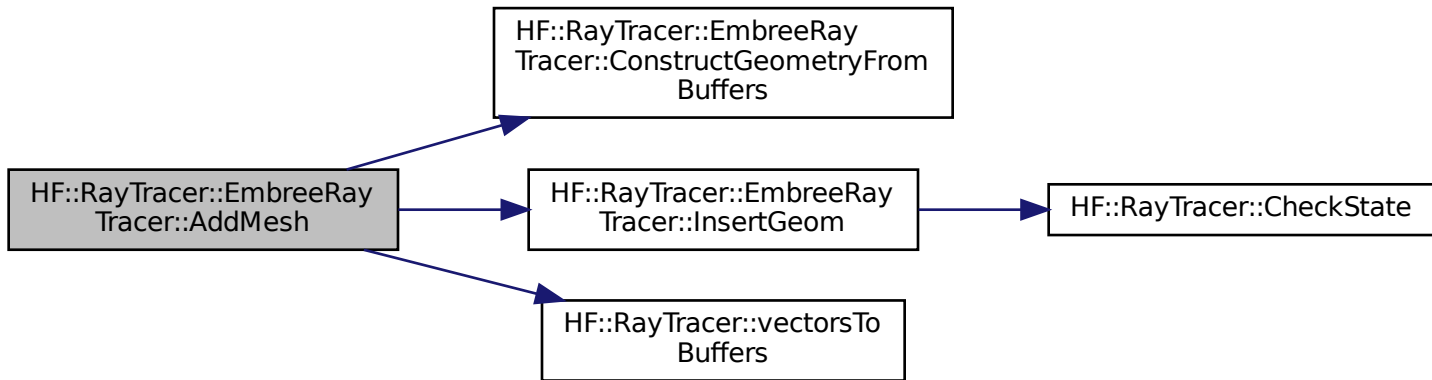 HF::RayTracer::EmbreeRay
Tracer::AddMesh
HF::RayTracer::EmbreeRay
Tracer::ConstructGeometryFrom
Buffers
HF::RayTracer::EmbreeRay
Tracer::InsertGeom
HF::RayTracer::CheckState
HF::RayTracer::vectorsTo
Buffers